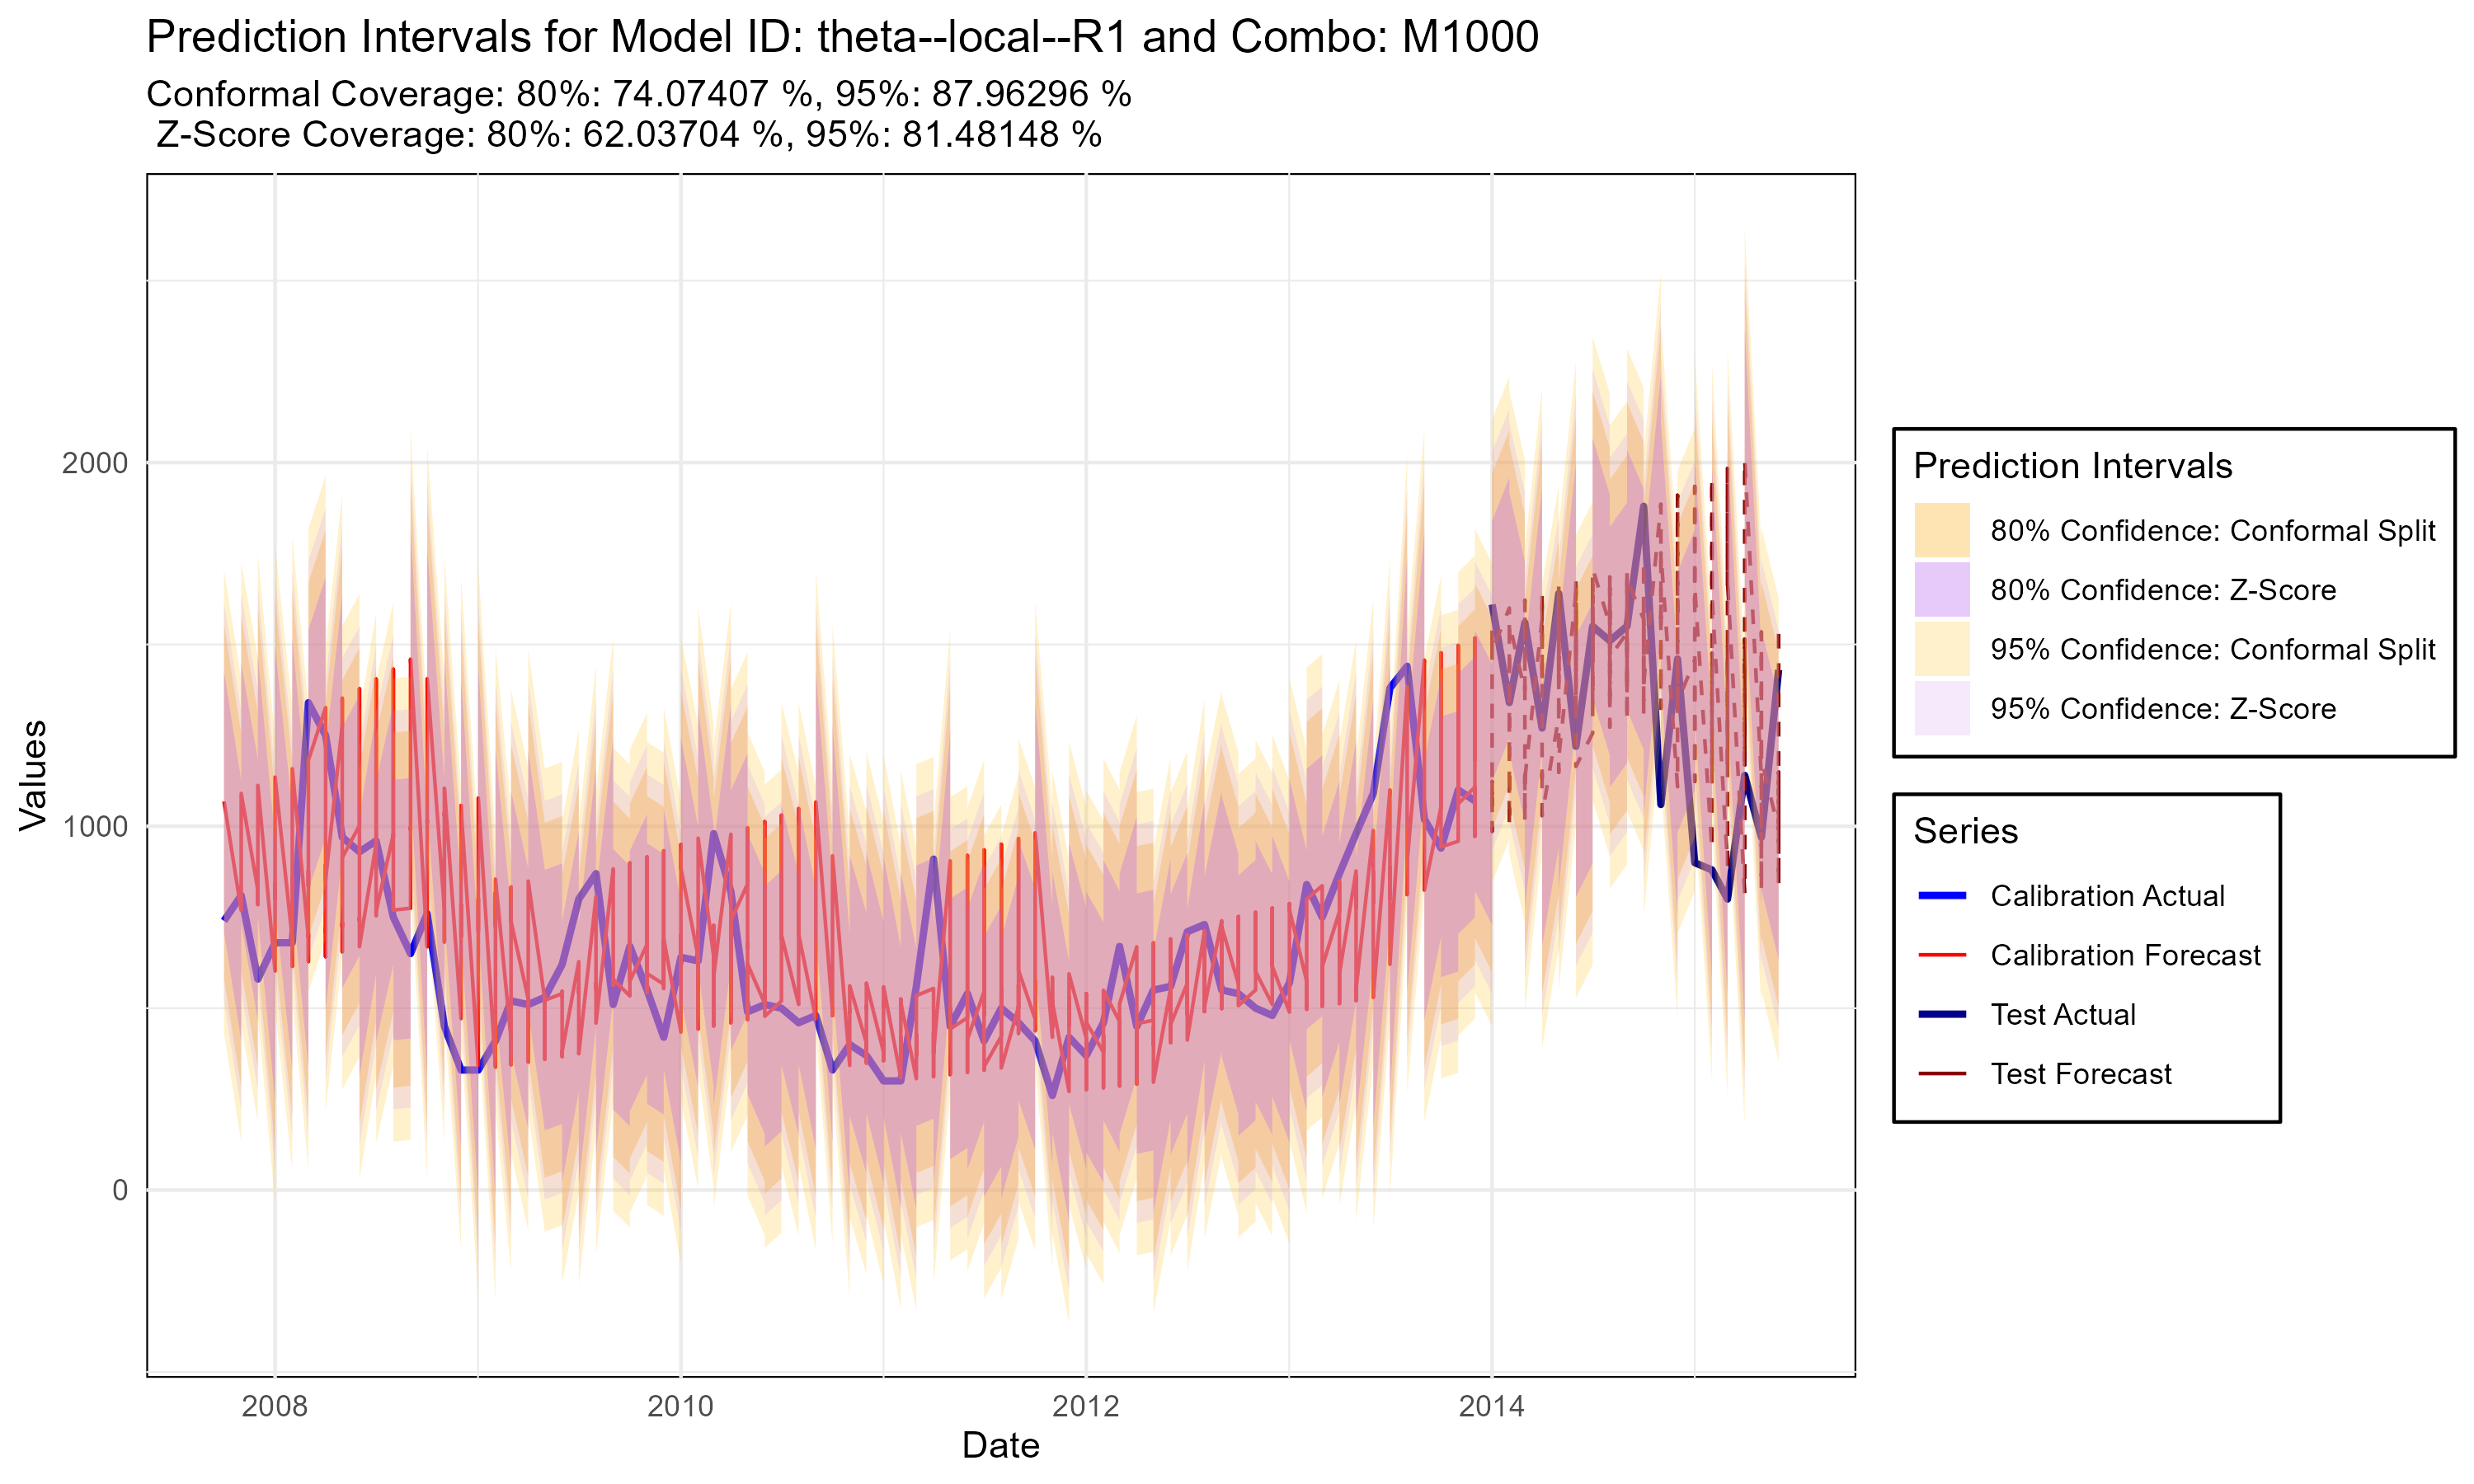 Prediction Intervals for Model ID: theta--local--R1 and Combo: M1000
Conformal Coverage: 80%: 74.07407 %, 95%: 87.96296 %
Z-Score Coverage: 80%: 62.03704 %, 95%: 81.48148 %
Values
2000
1000
0
2008
2010
2012
2014
Date
Prediction Intervals
80% Confidence: Conformal Split
80% Confidence: Z-Score
95% Confidence: Conformal Split
95% Confidence: Z-Score
Series
Calibration Actual
Calibration Forecast
Test Actual
Test Forecast